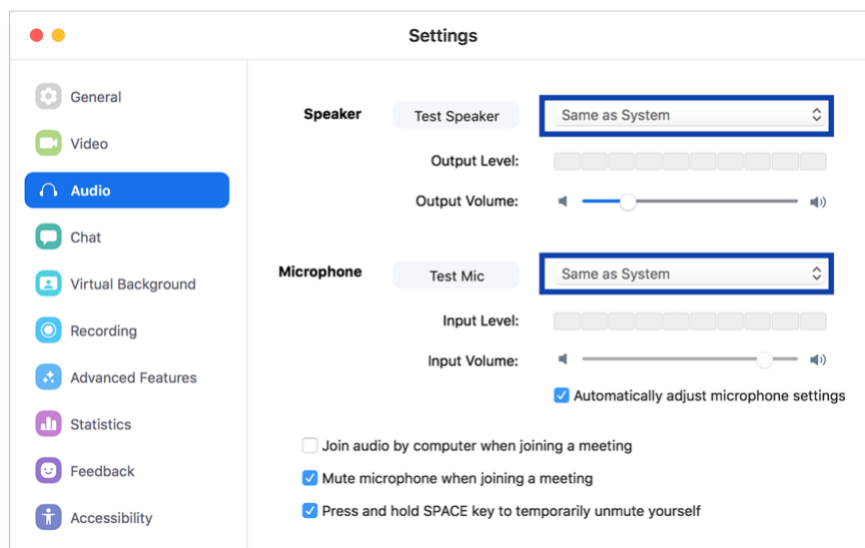 Settings
General
Video
Audio
Chat
Virtual Background
Recording
Advanced Features
Statistics
Feedback
Accessibility
Speaker
Test Speaker
Same as System
Output Level:
Output Volume:
Microphone
Test Mic
Same as System
Input Level:
Input Volume:
Automatically adjust microphone settings
Join audio by computer when joining a meeting
Mute microphone when joining a meeting
Press and hold SPACE key to temporarily unmute yourself